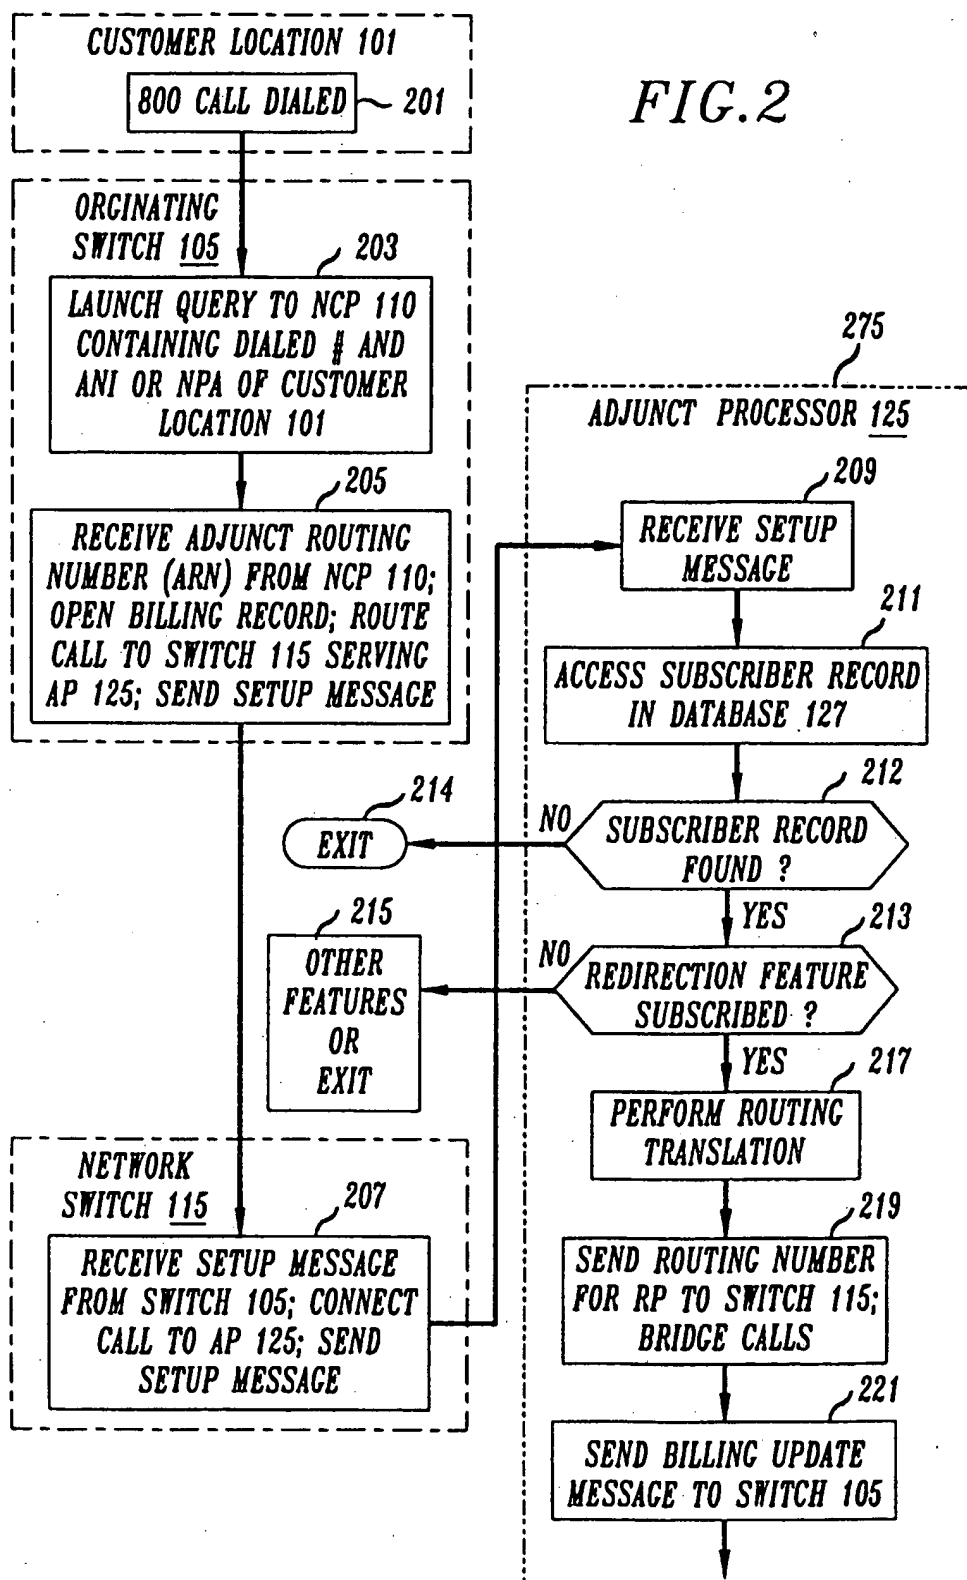 CUSTOMER LOCATION 101
800 CALL DIALED
201
FIG.2
ORGINATING
SWITCH 105
203
LAUNCH QUERY TO NCP 110
CONTAINING DIALED # AND
ANI OR NPA OF CUSTOMER
LOCATION 101
205
RECEIVE ADJUNCT ROUTING
NUMBER (ARN) FROM NCP 110;
OPEN BILLING RECORD; ROUTE
CALL TO SWITCH 115 SERVING
AP 125; SEND SETUP MESSAGE
NETWORK
SWITCH 115
207
RECEIVE SETUP MESSAGE
FROM SWITCH 105; CONNECT
CALL TO AP 125; SEND
SETUP MESSAGE
275
ADJUNCT PROCESSOR 125
209
RECEIVE SETUP
MESSAGE
211
ACCESS SUBSCRIBER RECORD
IN DATABASE 127
212
SUBSCRIBER RECORD
FOUND ?
NO
214
EXIT
YES
213
REDIRECTION FEATURE
SUBSCRIBED ?
NO
215
OTHER
FEATURES
OR
EXIT
YES
217
PERFORM ROUTING
TRANSLATION
219
SEND ROUTING NUMBER
FOR RP TO SWITCH 115;
BRIDGE CALLS
221
SEND BILLING UPDATE
MESSAGE TO SWITCH 105